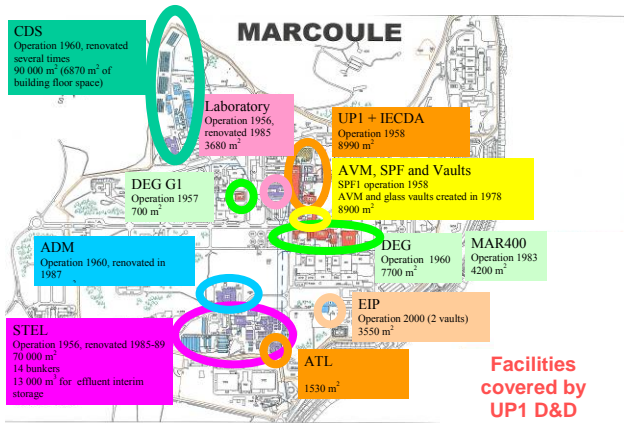 MARCOULE
CDS
Operation 1960, renovated
several times
90 000 m² (6870 m² of
building floor space)
Laboratory
Operation 1956,
renovated 1985
3680 m²
UP1 + IECDA
Operation 1958
8990 m²
AVM, SPF and Vaults
SPF1 operation 1958
AVM and glass vaults created in 1978
8900 m²
DEG G1
Operation 1957
700 m²
DEG
Operation 1960
7700 m²
MAR400
Operation 1983
4200 m²
ADM
Operation 1960, renovated in
1987
EIP
Operation 2000 (2 vaults)
3550 m²
STEL
Operation 1956, renovated 1985-89
70 000 m²
14 bunkers
13 000 m³ for effluent interim
storage
ATL
1530 m²
Facilities
covered by
UP1 D&D